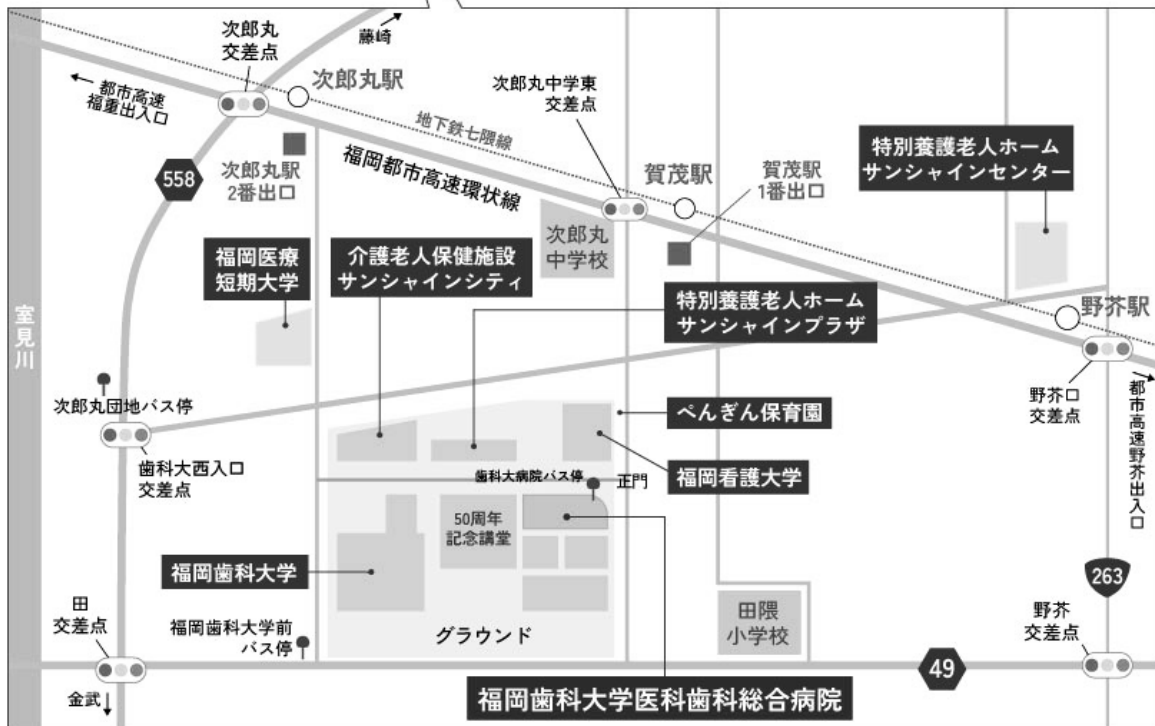 次郎丸
交差点
藤崎
次郎丸駅
都市高速
福重出入口
次郎丸中学東
交差点
地下鉄七隈線
福岡都市高速環状線
558
次郎丸駅
2番出口
賀茂駅
賀茂駅
1番出口
特別養護老人ホーム
サンシャインセンター
次郎丸
中学校
福岡医療
短期大学
介護老人保健施設
サンシャインシティ
特別養護老人ホーム
サンシャインプラザ
室見川
野芥駅
野芥口
交差点
都市高速野芥出入口
次郎丸団地バス停
歯科大西入口
交差点
ぺんぎん保育園
福岡看護大学
歯科大病院バス停
正門
50周年
記念講堂
福岡歯科大学
263
田
交差点
福岡歯科大学前
バス停
グラウンド
田隈
小学校
野芥
交差点
49
金武
福岡歯科大学医科歯科総合病院